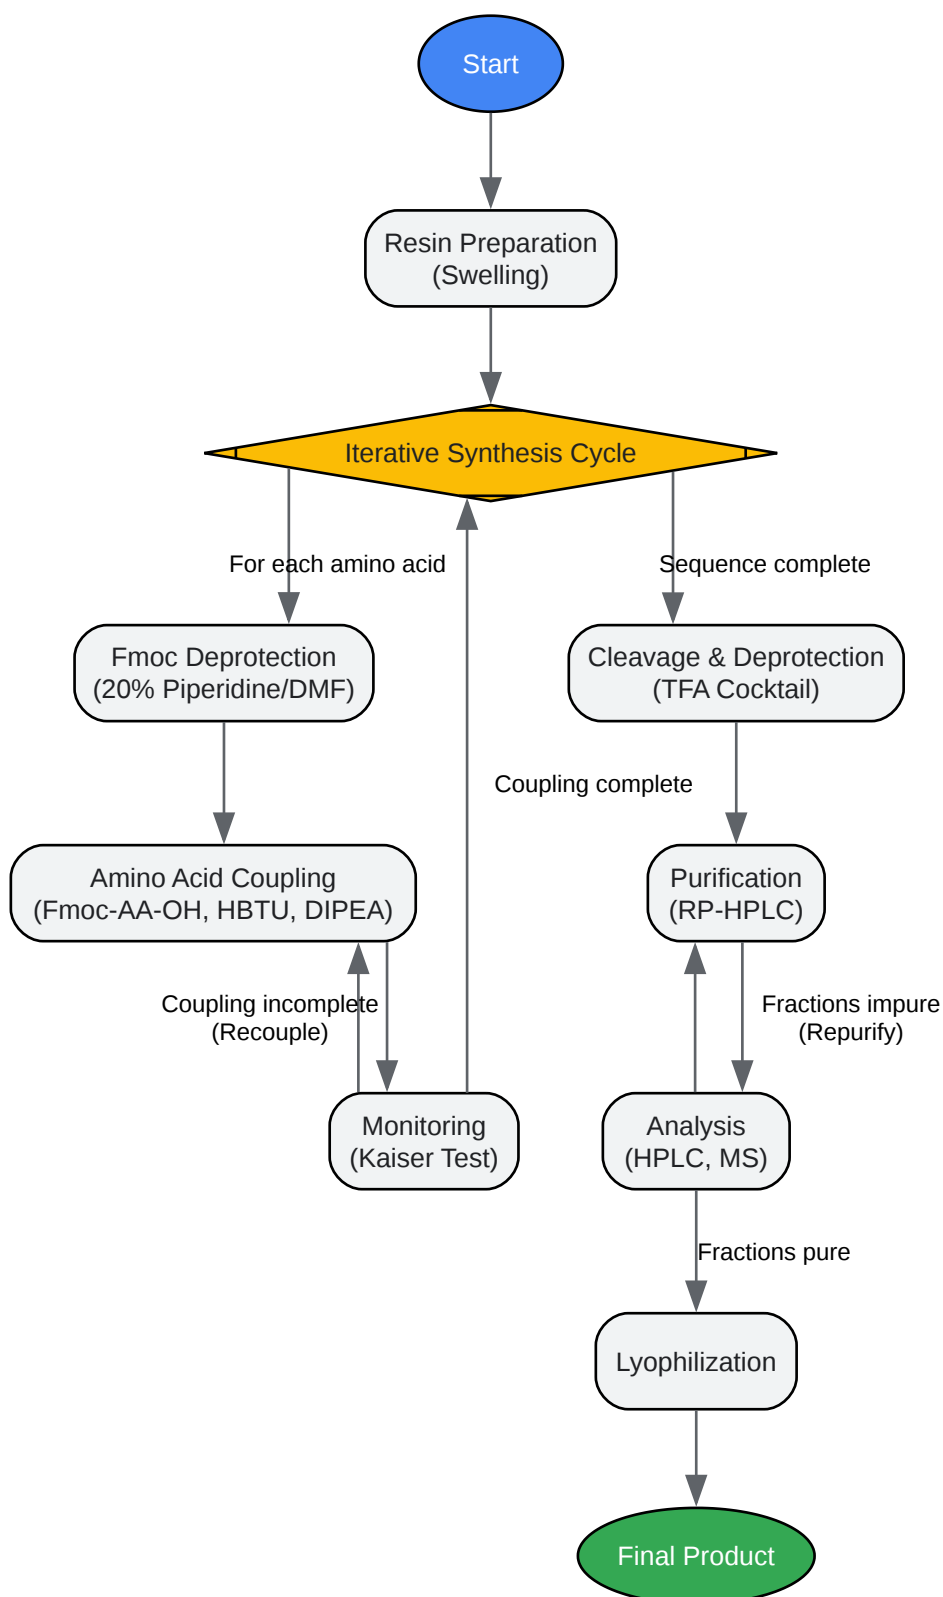 Start
Resin Preparation
(Swelling)
Iterative Synthesis Cycle
For each amino acid
Sequence complete
Fmoc Deprotection
(20% Piperidine/DMF)
Cleavage & Deprotection
(TFA Cocktail)
Coupling complete
Amino Acid Coupling
(Fmoc-AA-OH, HBTU, DIPEA)
Purification
(RP-HPLC)
Coupling incomplete
(Recouple)
Fractions impure
(Repurify)
Monitoring
(Kaiser Test)
Analysis
(HPLC, MS)
Fractions pure
Lyophilization
Final Product